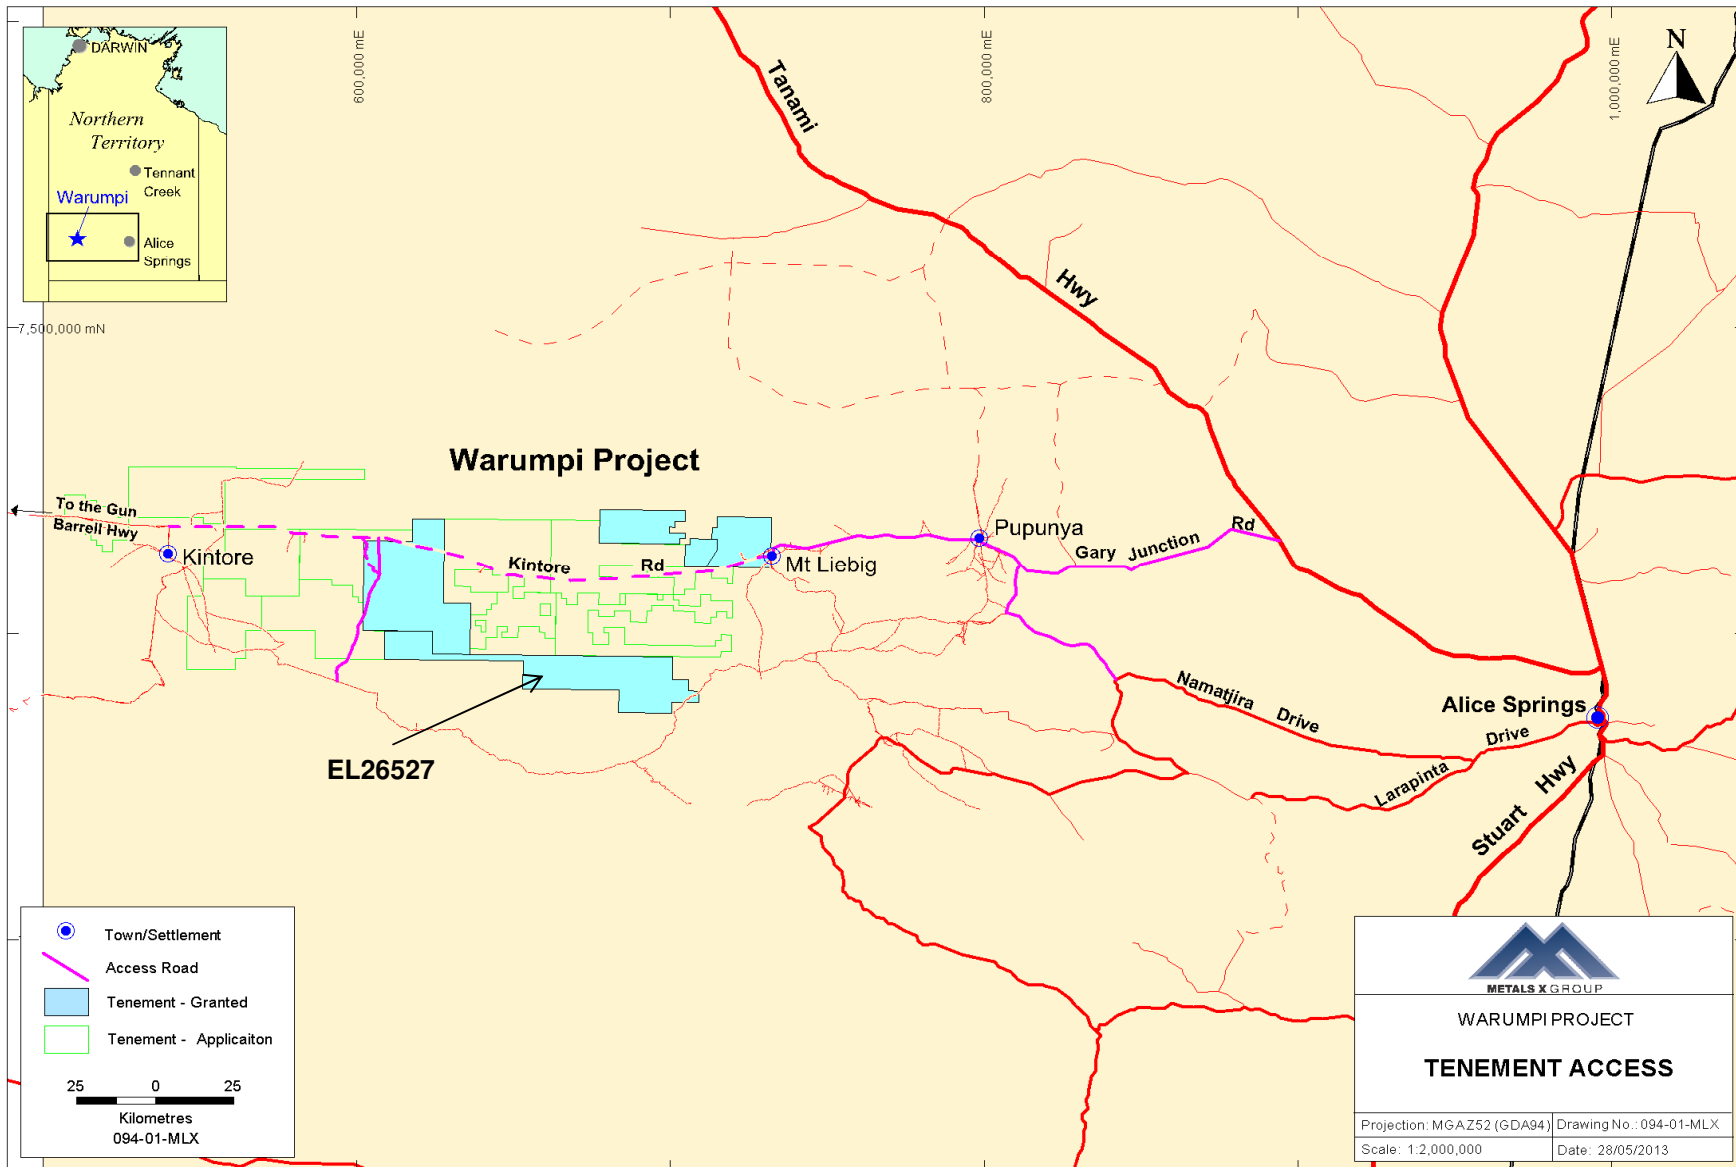 DARWIN
Northern
Territory
Tennant
Creek
Warumpi
Alice
Springs
600,000 mE
800,000 mE
1,000,000 mE
N
7,500,000 mN
Tanami
Hwy
Warumpi Project
To the Gun
Barrell Hwy
Kintore
Kintore Rd
Mt Liebig
Pupunya
Gary Junction Rd
EL26527
Namatjira Drive
Alice Springs
Larapinta Drive
Stuart Hwy
Town/Settlement
Access Road
Tenement - Granted
Tenement - Applicaiton
25 0 25
Kilometres
094-01-MLX
METALS X GROUP
WARUMPI PROJECT
TENEMENT ACCESS
Projection: MGAZ52 (GDA94) Drawing No.: 094-01-MLX
Scale: 1:2,000,000 Date: 28/05/2013